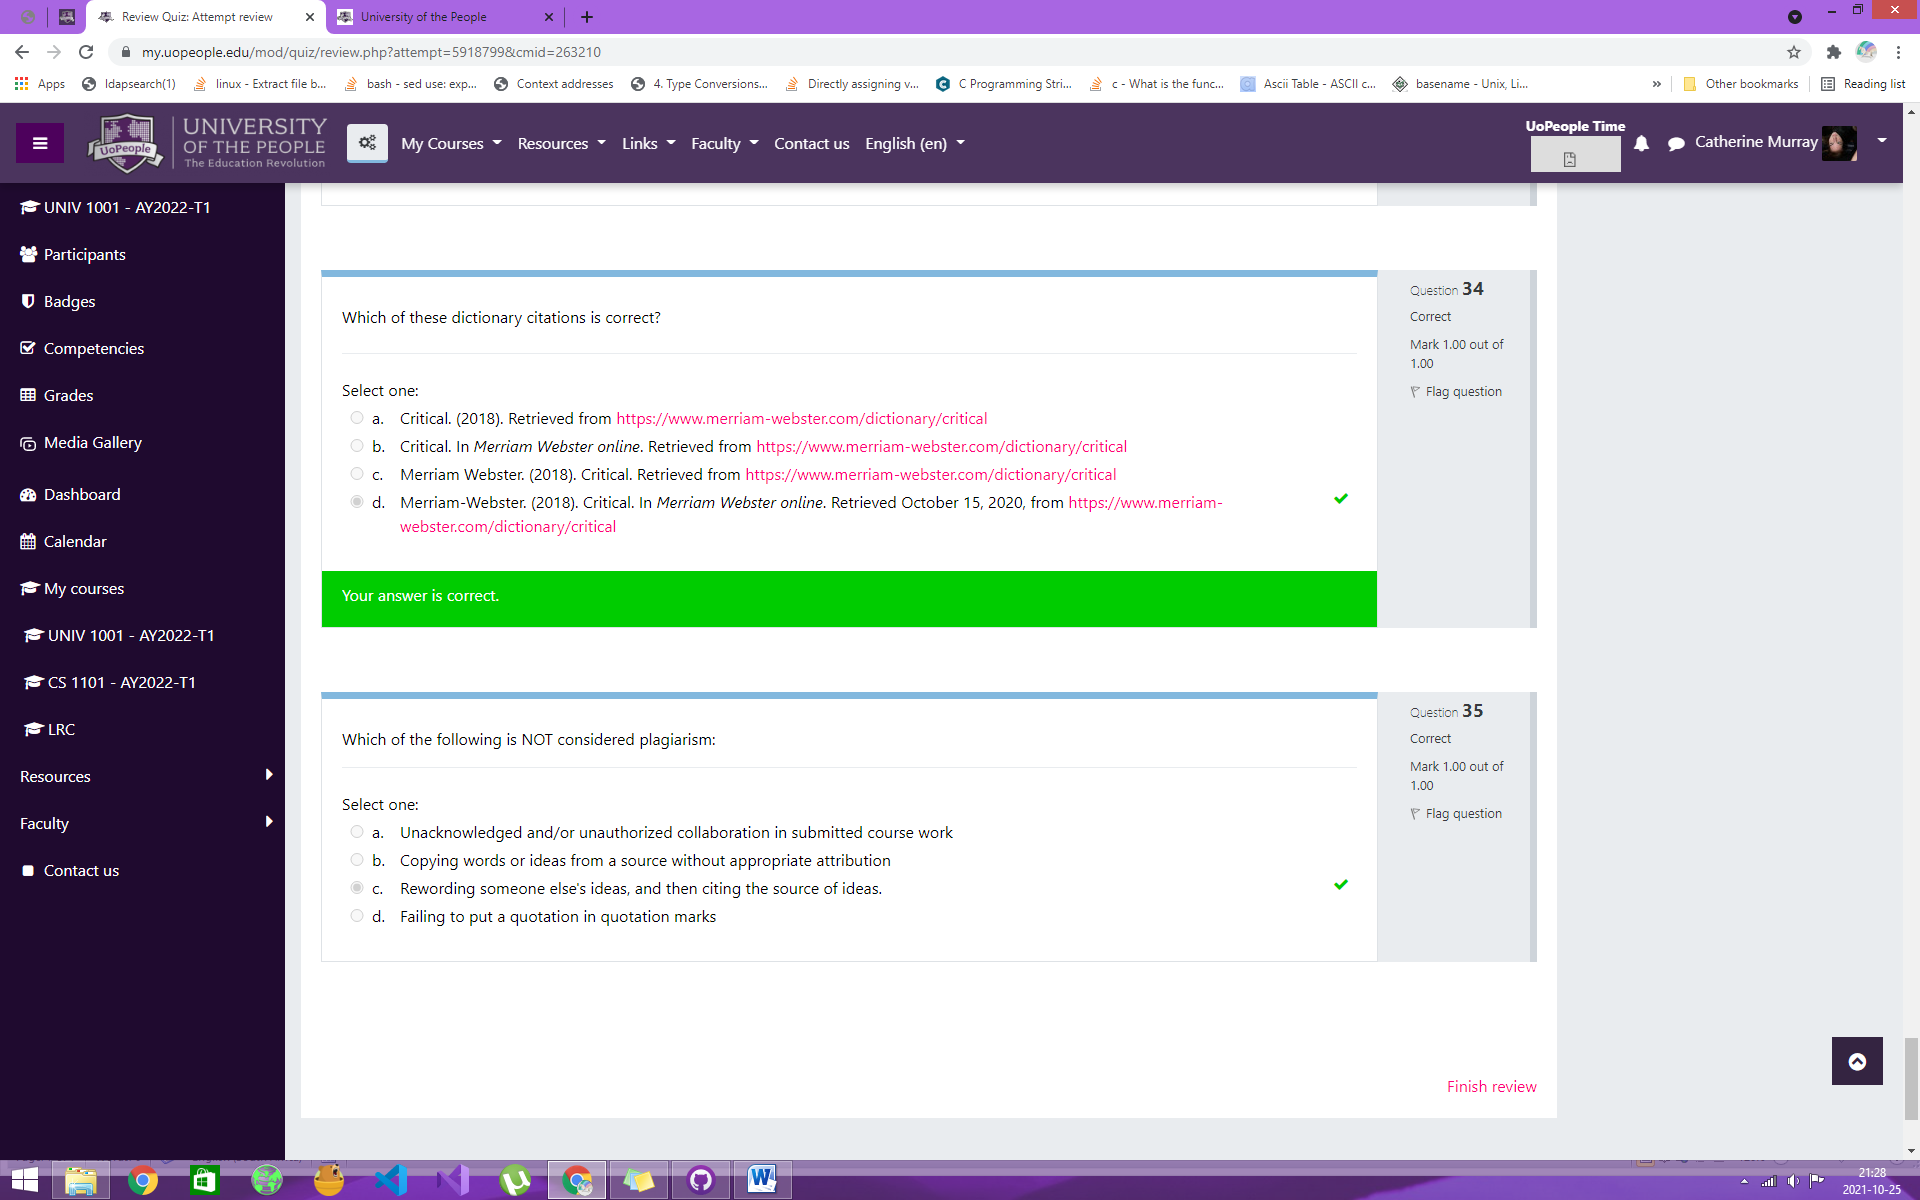 Review Quiz: Attempt review
University of the People
my.uopeople.edu/mod/quiz/review.php?attempt=5918799&cmid=263210
Apps
ldapsearch(1)
linux - Extract file b...
bash - sed use: exp...
Context addresses
4. Type Conversions...
Directly assigning v...
C Programming Stri...
c - What is the func...
Ascii Table - ASCII c...
basename - Unix, Li...
»
Other bookmarks
Reading list
UoPeople
UNIVERSITY
OF THE PEOPLE
The Education Revolution
My Courses
Resources
Links
Faculty
Contact us
English (en)
UoPeople Time
Catherine Murray
UNIV 1001 - AY2022-T1
Participants
Badges
Competencies
Grades
Media Gallery
Dashboard
Calendar
My courses
UNIV 1001 - AY2022-T1
CS 1101 - AY2022-T1
LRC
Resources
Faculty
Contact us
Which of these dictionary citations is correct?
Select one:
a. Critical. (2018). Retrieved from https://www.merriam-webster.com/dictionary/critical
b. Critical. In Merriam Webster online. Retrieved from https://www.merriam-webster.com/dictionary/critical
c. Merriam Webster. (2018). Critical. Retrieved from https://www.merriam-webster.com/dictionary/critical
d. Merriam-Webster. (2018). Critical. In Merriam Webster online. Retrieved October 15, 2020, from https://www.merriam-
webster.com/dictionary/critical
Your answer is correct.
Question 34
Correct
Mark 1.00 out of
1.00
Flag question
Which of the following is NOT considered plagiarism:
Select one:
a. Unacknowledged and/or unauthorized collaboration in submitted course work
b. Copying words or ideas from a source without appropriate attribution
c. Rewording someone else's ideas, and then citing the source of ideas.
d. Failing to put a quotation in quotation marks
Question 35
Correct
Mark 1.00 out of
1.00
Flag question
Finish review
21:28
2021-10-25